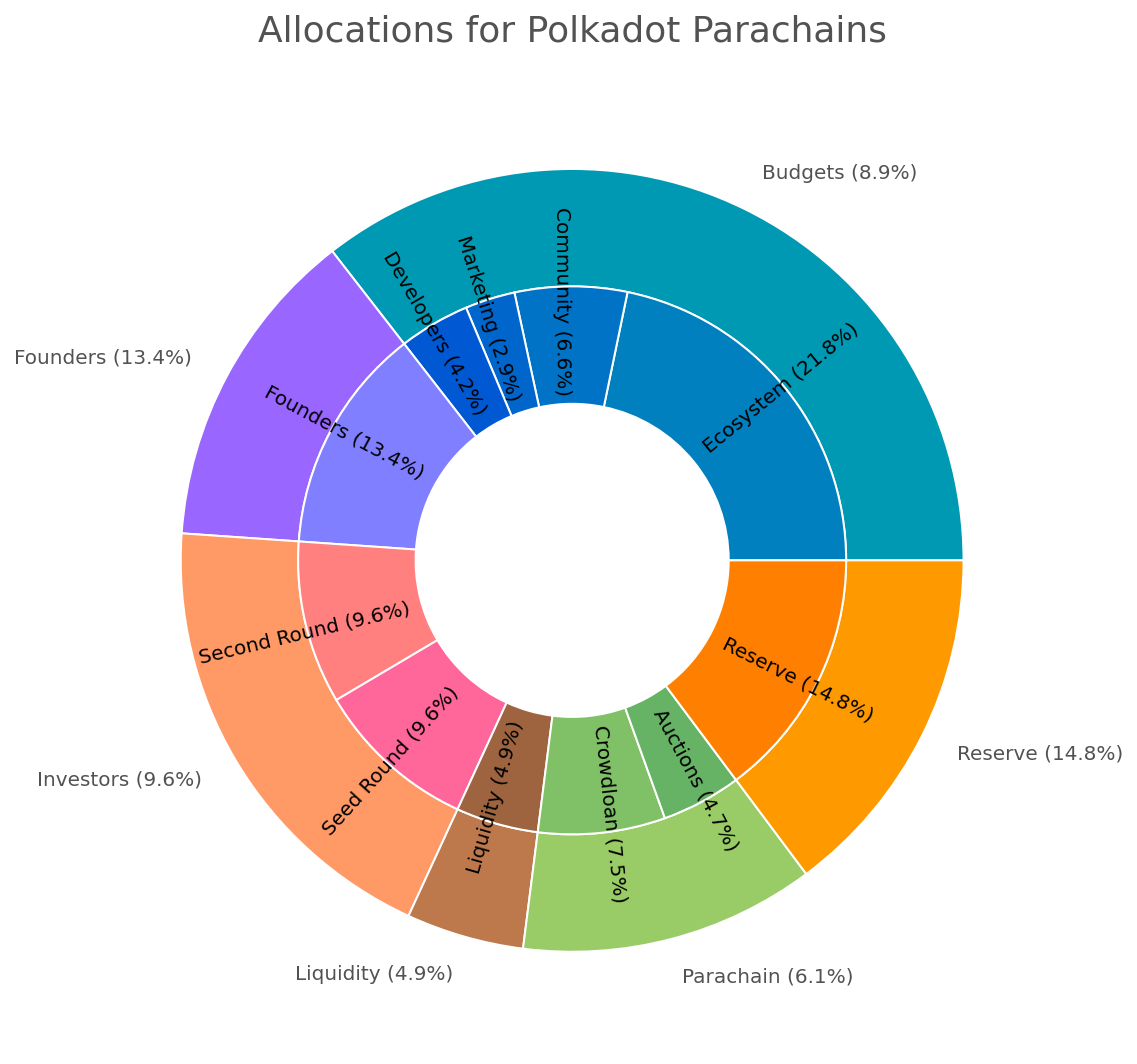 Allocations for Polkadot Parachains
Budgets (8.9%)
Founders (13.4%)
Investors (9.6%)
Liquidity (4.9%)
Parachain (6.1%)
Reserve (14.8%)
Ecosystem (21.8%)
Community (6.6%)
Marketing (2.9%)
Developers (4.2%)
Founders (13.4%)
Second Round (9.6%)
Seed Round (9.6%)
Liquidity (4.9%)
Crowdloan (7.5%)
Auctions (4.7%)
Reserve (14.8%)